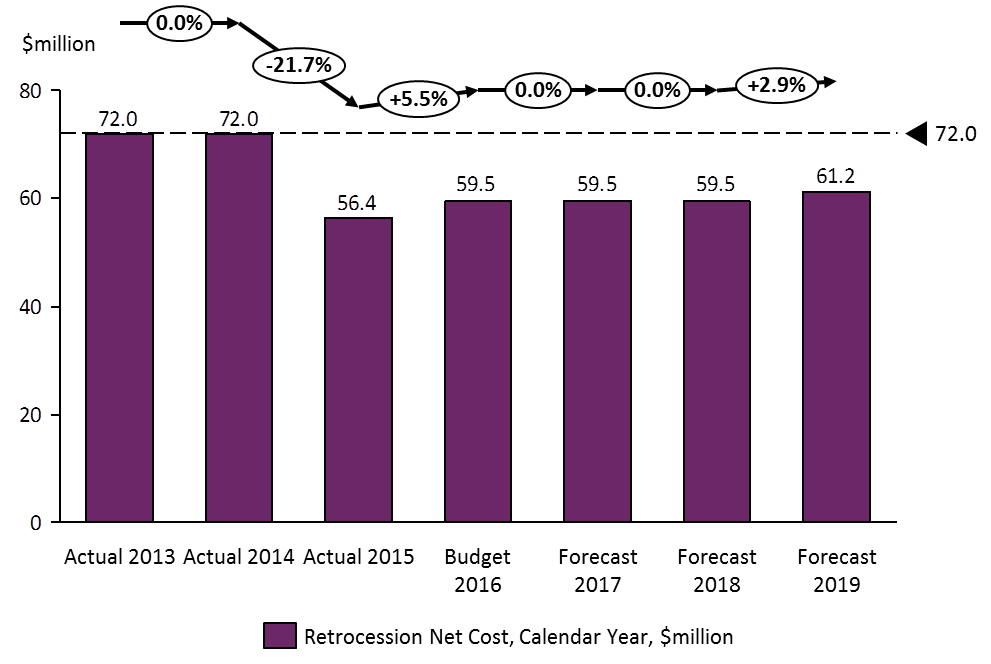 0.0%
$million
-21.7%
+5.5%
0.0%
0.0%
+2.9%
80
72.0
72.0
72.0
60
56.4
59.5
59.5
59.5
61.2
40
20
0
Actual 2013
Actual 2014
Actual 2015
Budget
2016
Forecast
2017
Forecast
2018
Forecast
2019
Retrocession Net Cost, Calendar Year, $million